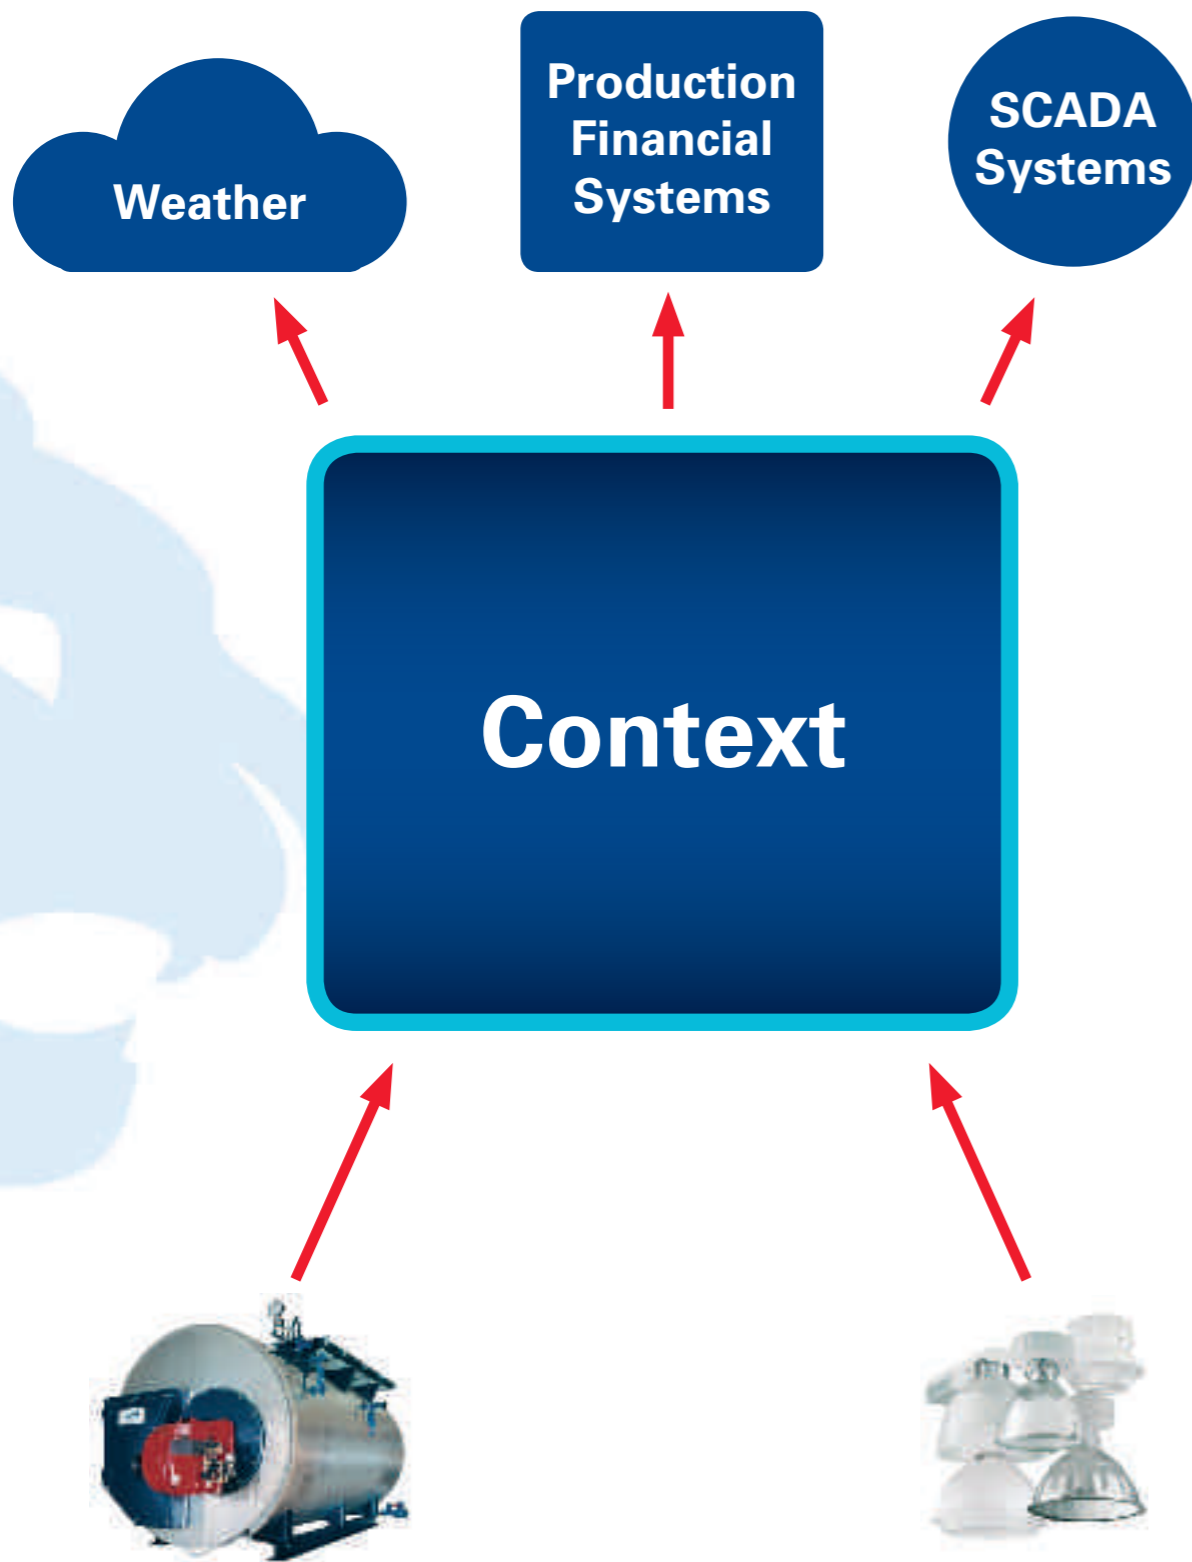 Weather
Production
Financial
Systems
SCADA
Systems
Context